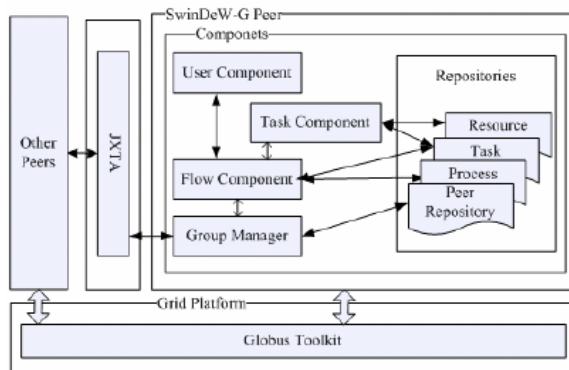 SwinDeW-G Peer
Componets
User Component
Repositories
Task Component
Resource
Other
Peers
JXTA
Task
Flow Component
Process
Peer
Repository
Group Manager
Grid Platform
Globus Toolkit